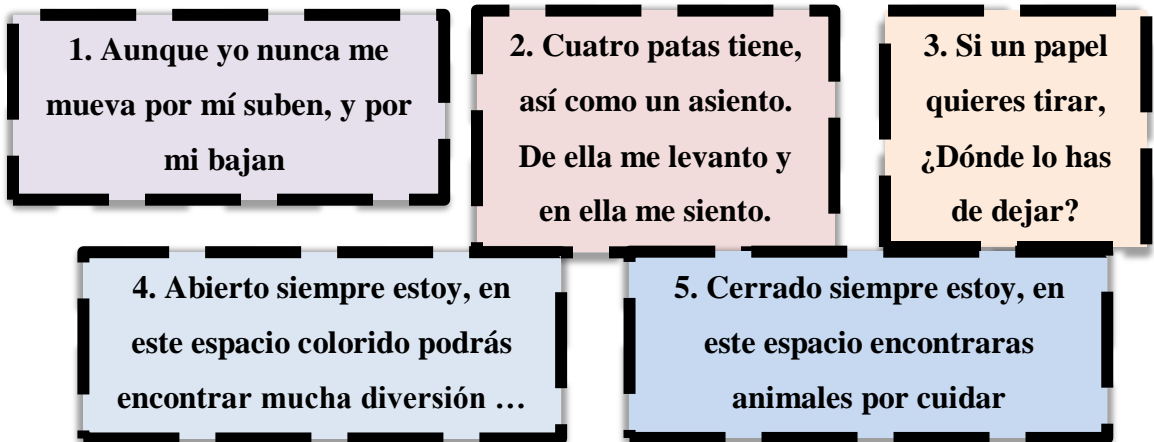 1. Aunque yo nunca me
mueva por mí suben, y por
mi bajan
2. Cuatro patas tiene,
así como un asiento.
De ella me levanto y
en ella me siento.
3. Si un papel
quieres tirar,
¿Dónde lo has
de dejar?
4. Abierto siempre estoy, en
este espacio colorido podrás
encontrar mucha diversión …
5. Cerrado siempre estoy, en
este espacio encontraras
animales por cuidar